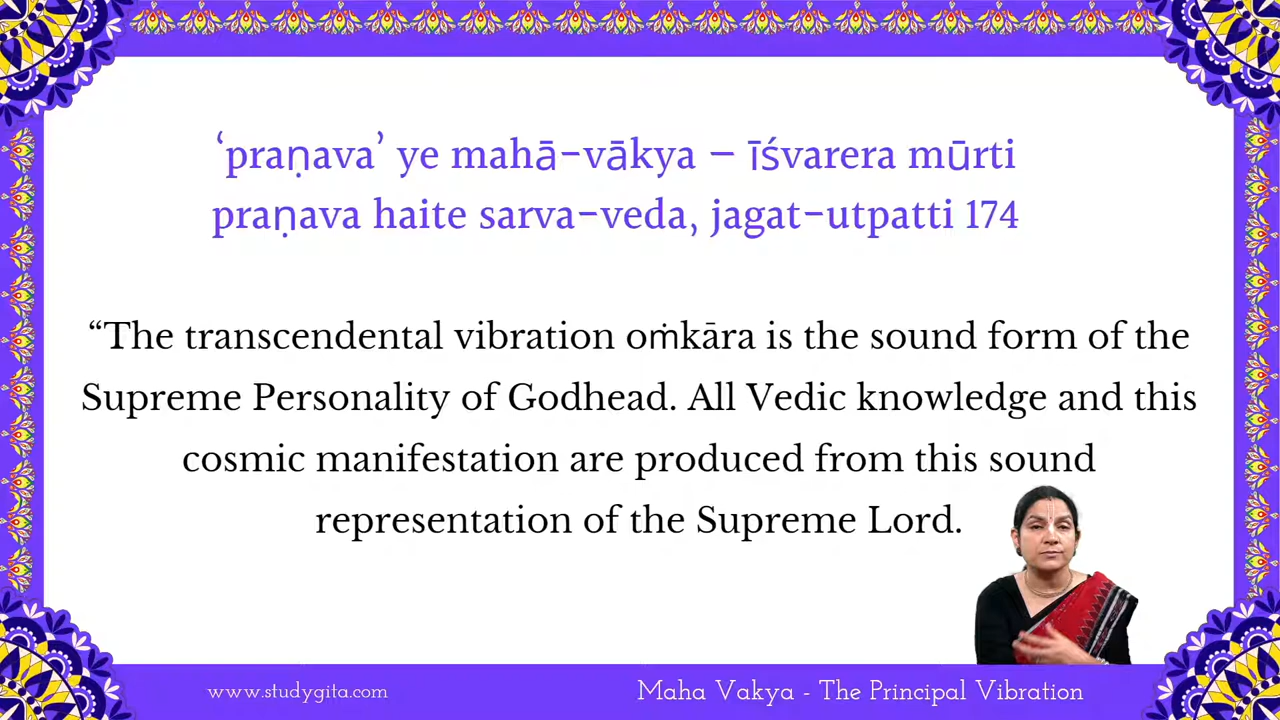 ‘praṇava’ ye mahā-vākya – īśvarera mūrti
praṇava haite sarva-veda, jagat-utpatti 174
“The transcendental vibration oṁkāra is the sound form of the
Supreme Personality of Godhead. All Vedic knowledge and this
cosmic manifestation are produced from this sound
representation of the Supreme Lord.
www.studygita.com
Maha Vakya - The Principal Vibration